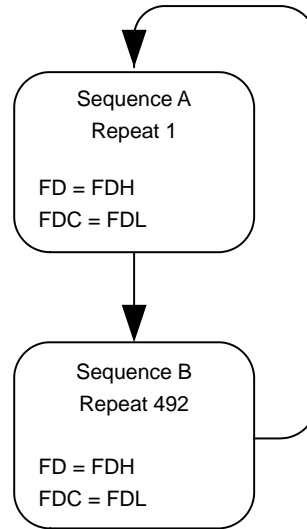 Sequence A
Repeat 1
FD = FDH
FDC = FDL
Sequence B
Repeat 492
FD = FDH
FDC = FDL